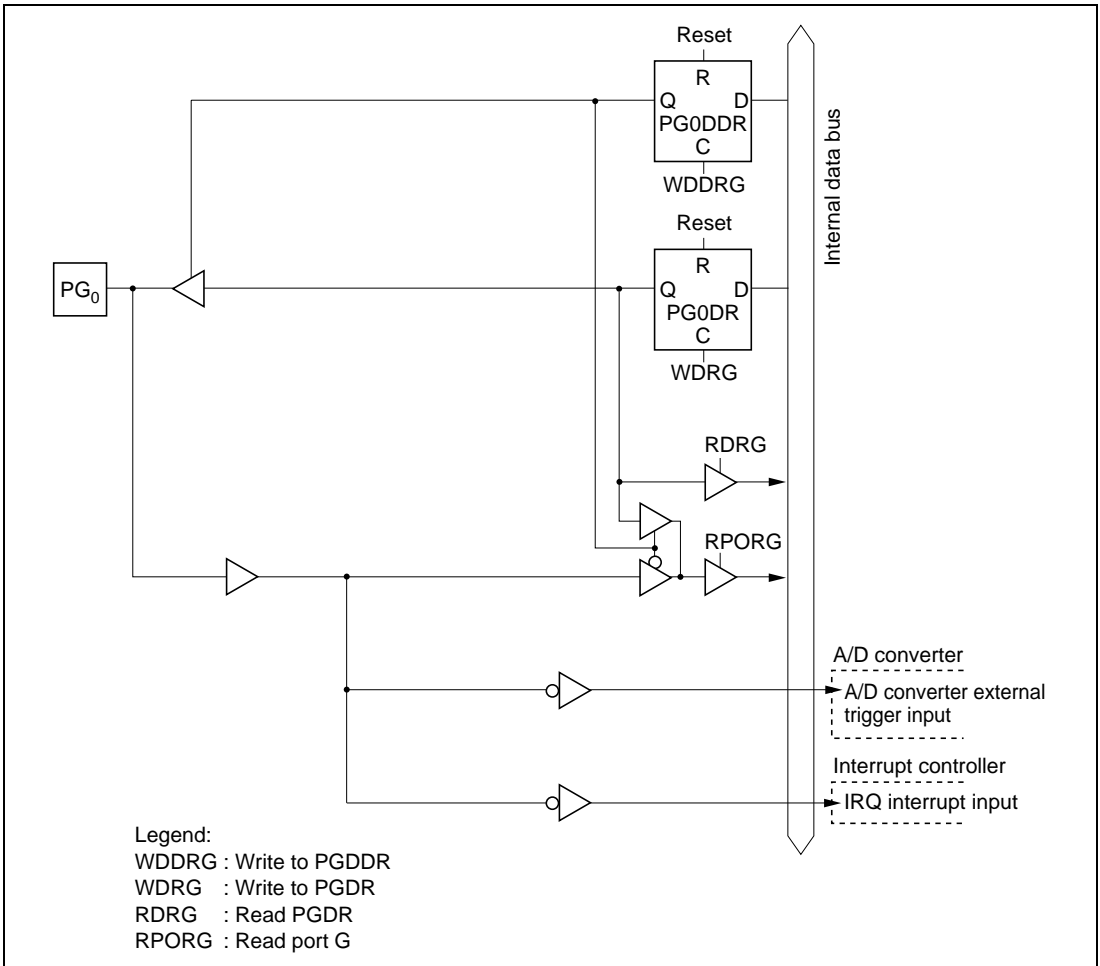 Reset
R
Q D
PG0DDR
C
WDDRG
Internal data bus
Reset
R
Q D
PG0DR
C
WDRG
PG0
RDRG
RPORG
A/D converter
A/D converter external
trigger input
Interrupt controller
IRQ interrupt input
Legend:
WDDRG : Write to PGDDR
WDRG : Write to PGDR
RDRG : Read PGDR
RPORG : Read port G